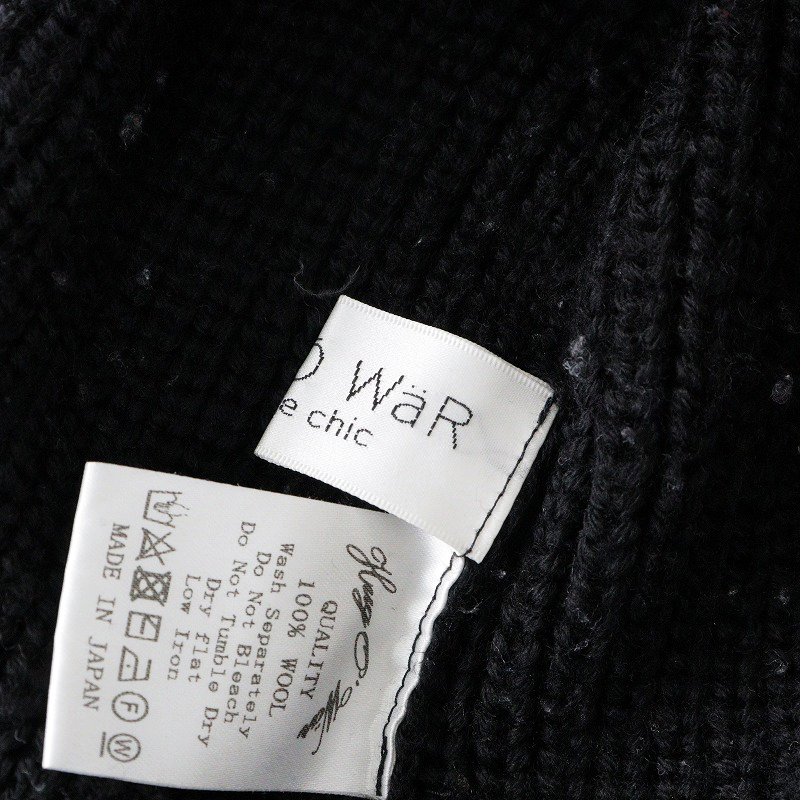 O WäR
e chic
QUALITY
100% WOOL
Wash Separately
Do Not Bleach
Do Not Tumble Dry
Dry Flat
Low Iron
F
W
MADE IN JAPAN